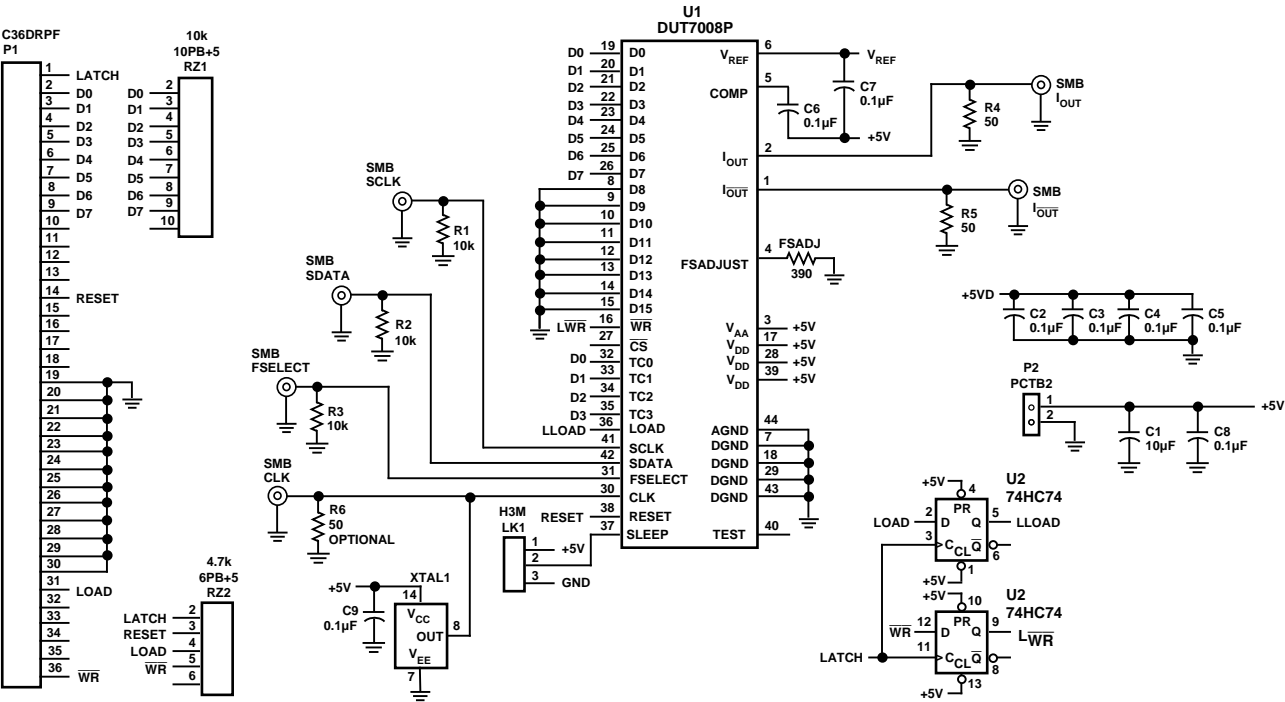 C36DRPF
P1
1 LATCH
2 D0
3 D1
4 D2
5 D3
6 D4
7 D5
8 D6
9 D7
10
11
12
13
14 RESET
15
16
17
18
19
20
21
22
23
24
25
26
27
28
29
30
31 LOAD
32
33
34
35
36 WR
10k
10PB+5
RZ1
D0 2
D1 3
D2 4
D3 5
D4 6
D5 7
D6 8
D7 9
10
4.7k
6PB+5
RZ2
LATCH 2
RESET 3
LOAD 4
WR 5
6
SMB
SCLK
R1
10k
SMB
SDATA
R2
10k
SMB
FSELECT
R3
10k
SMB
CLK
R6
50
OPTIONAL
XTAL1
+5V 14
C9
0.1µF
VCC
OUT 8
VEE
7
H3M
LK1
1 +5V
2
3 GND
U1
DUT7008P
D0 19 D0
D1 20 D1
D2 21 D2
D3 22 D3
D4 23 D4
D5 24 D5
D6 25 D6
D7 26 D7
8 D8
9 D9
10 D10
11 D11
12 D12
13 D13
14 D14
15 D15
LWR 16 WR
27 CS
D0 32 TC0
D1 33 TC1
D2 34 TC2
D3 35 TC3
LLOAD 36 LOAD
41 SCLK
42 SDATA
31 FSELECT
30 CLK
RESET 38 RESET
37 SLEEP
VREF 6 VREF
COMP 5
C6
0.1µF
C7
0.1µF
+5V
IOUT 2
IOUT 1
FSADJUST 4 FSADJ
390
VAA 3 +5V
VDD 17 +5V
VDD 28 +5V
VDD 39 +5V
AGND 44
DGND 7
DGND 18
DGND 29
DGND 43
TEST 40
R4
50
SMB
IOUT
R5
50
SMB
IOUT
+5VD
C2
0.1µF
C3
0.1µF
C4
0.1µF
C5
0.1µF
P2
PCTB2
1 +5V
2
C1
10µF
C8
0.1µF
U2
74HC74
+5V 4
LOAD 2 D PR Q 5 LLOAD
3 C CL Q 6
+5V 1
U2
74HC74
+5V 10
WR 12 D PR Q 9 LWR
LATCH 11 C CL Q 8
+5V 13